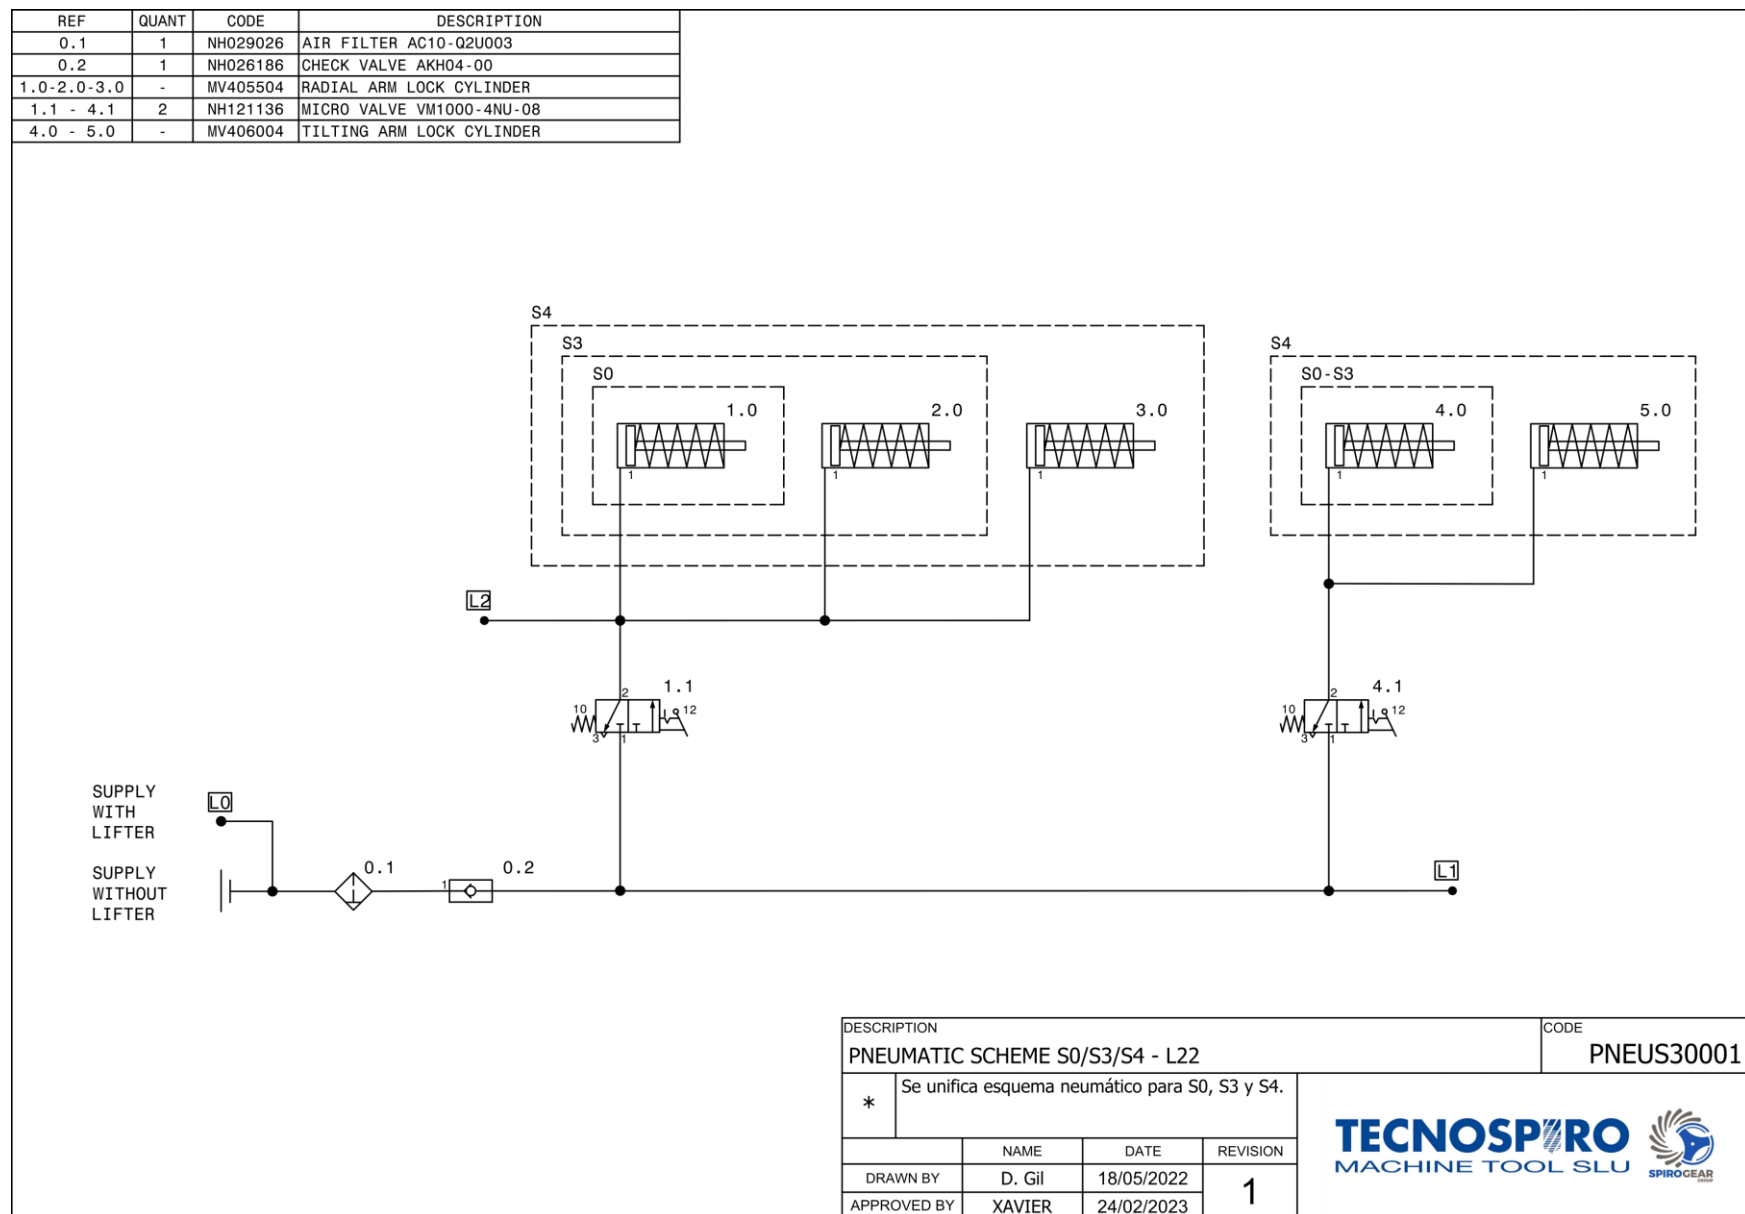 REF QUANT CODE DESCRIPTION
0.1 1 NH029026 AIR FILTER AC10-Q2U003
0.2 1 NH026186 CHECK VALVE AKH04-00
1.0-2.0-3.0 - MV405504 RADIAL ARM LOCK CYLINDER
1.1 - 4.1 2 NH121136 MICRO VALVE VM1000-4NU-08
4.0 - 5.0 - MV406004 TILTING ARM LOCK CYLINDER
S4
S3
S0
1.0
1
2.0
1
3.0
1
S4
S0-S3
4.0
1
5.0
1
L2
1.1
2
10
12
3
1
4.1
2
10
12
3
1
SUPPLY
WITH
LIFTER
L0
SUPPLY
WITHOUT
LIFTER
0.1
1
0.2
L1
DESCRIPTION
PNEUMATIC SCHEME S0/S3/S4 - L22
CODE
PNEUS30001
*
Se unifica esquema neumático para S0, S3 y S4.
NAME DATE REVISION
DRAWN BY D. Gil 18/05/2022
1
APPROVED BY XAVIER 24/02/2023
TECNOSPIRO
MACHINE TOOL SLU
SPIROGEAR
GROUP